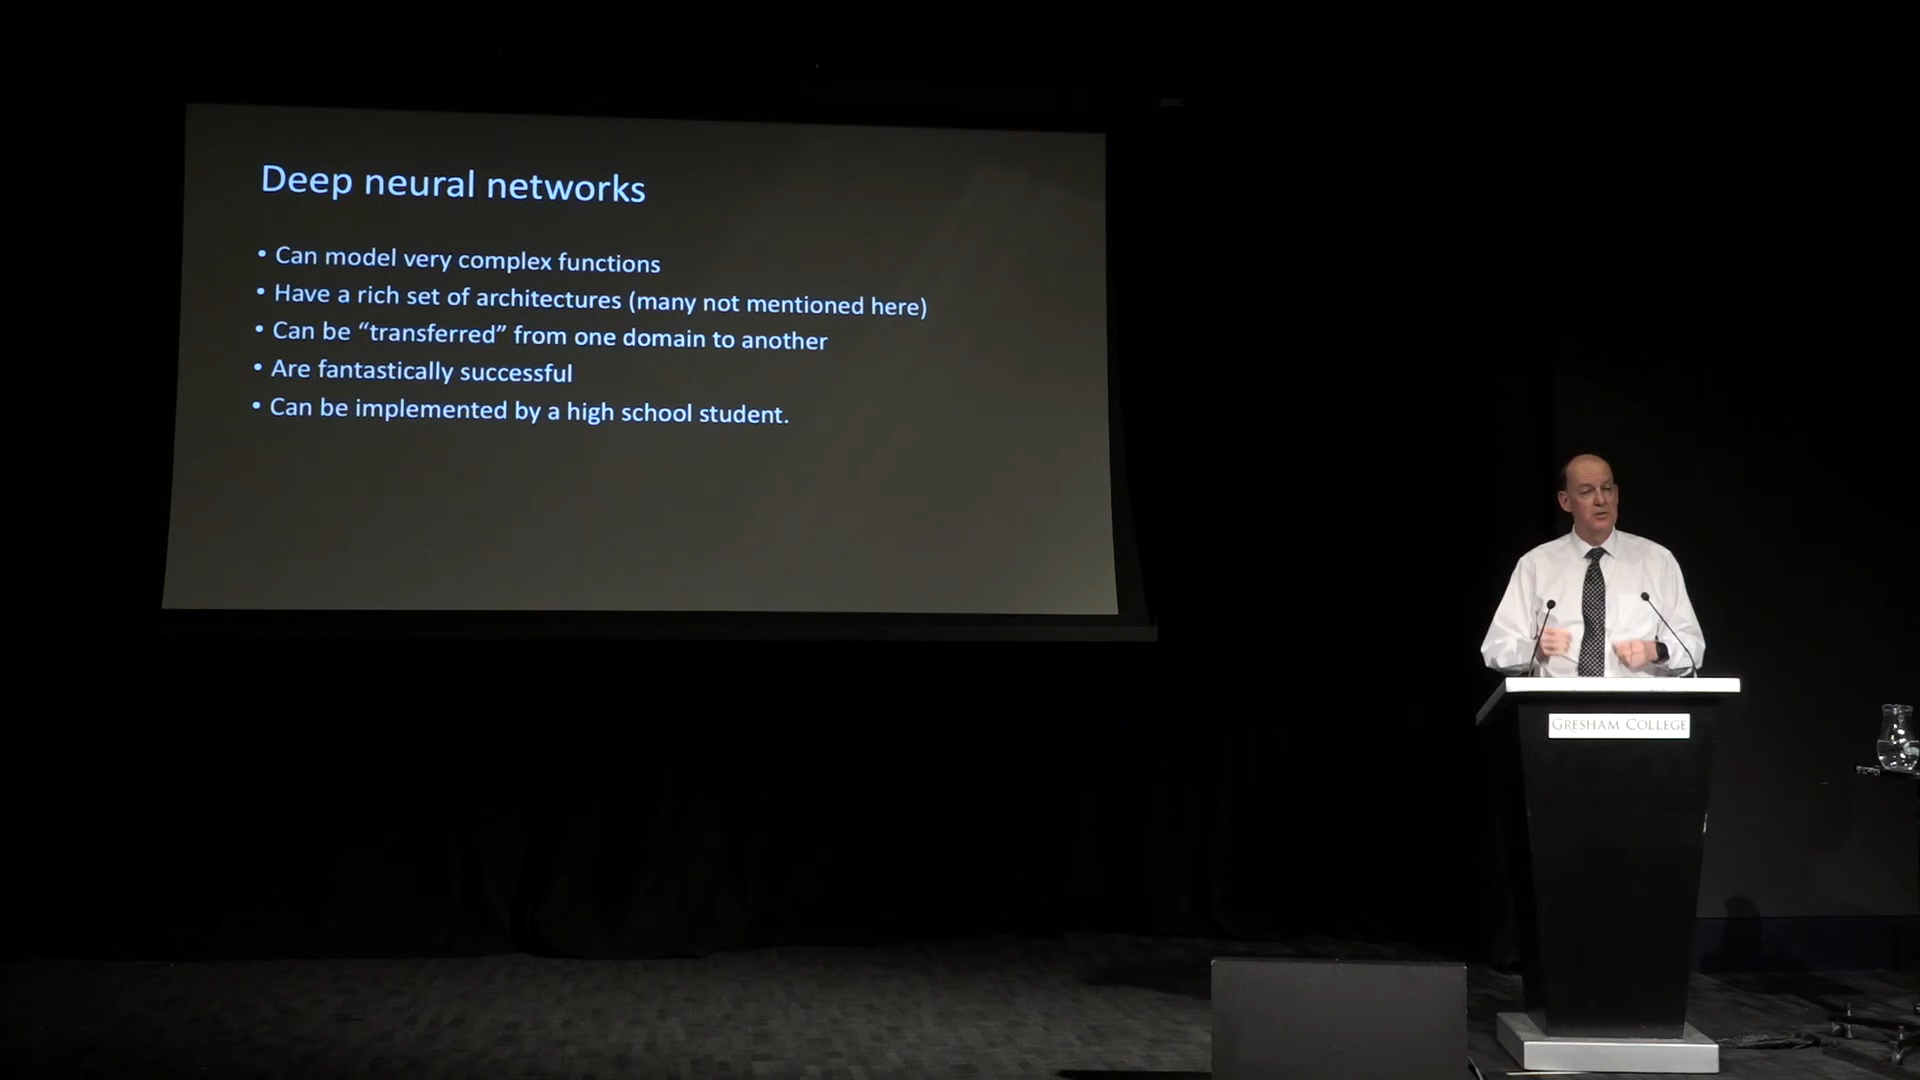 Deep neural networks
• Can model very complex functions
• Have a rich set of architectures (many not mentioned here)
• Can be “transferred” from one domain to another
• Are fantastically successful
• Can be implemented by a high school student.
GRESHAM COLLEGE